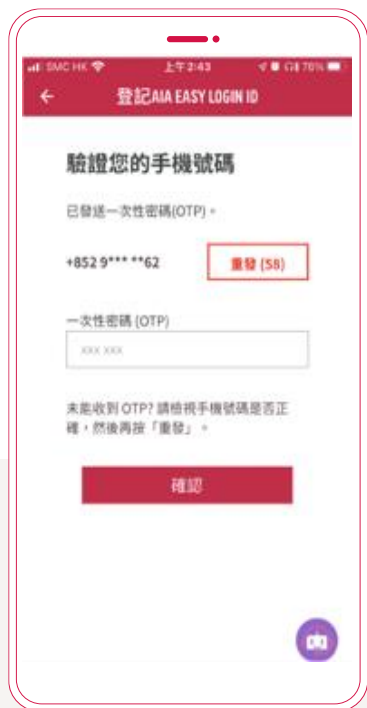 SMC HK 上午2:43 76%
登記AIA EASY LOGIN ID
驗證您的手機號碼
已發送一次性密碼(OTP)。
+852 9*** **62 重發 (58)
一次性密碼 (OTP)
xxx xxx
未能收到 OTP? 請檢視手機號碼是否正
確，然後再按「重發」。
確認